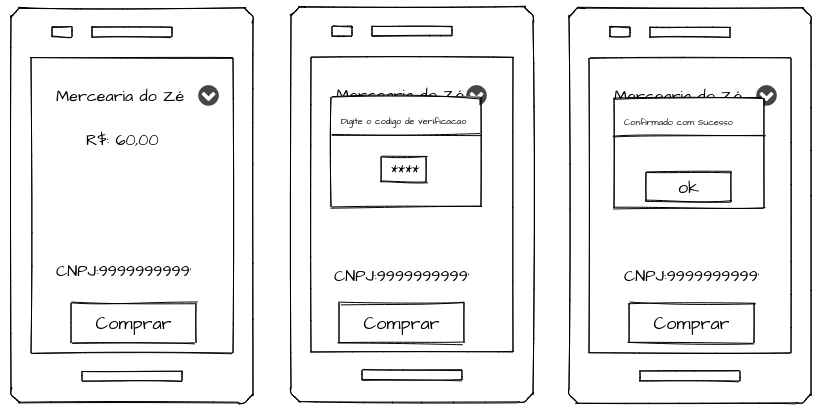 Mercearia do Zé
R$: 60,00
CNPJ:9999999999
Comprar
Mercearia do Zé
Digite o codigo de verificacao
****
CNPJ:9999999999
Comprar
Mercearia do Zé
Confirmado com Sucesso
ok
CNPJ:9999999999
Comprar